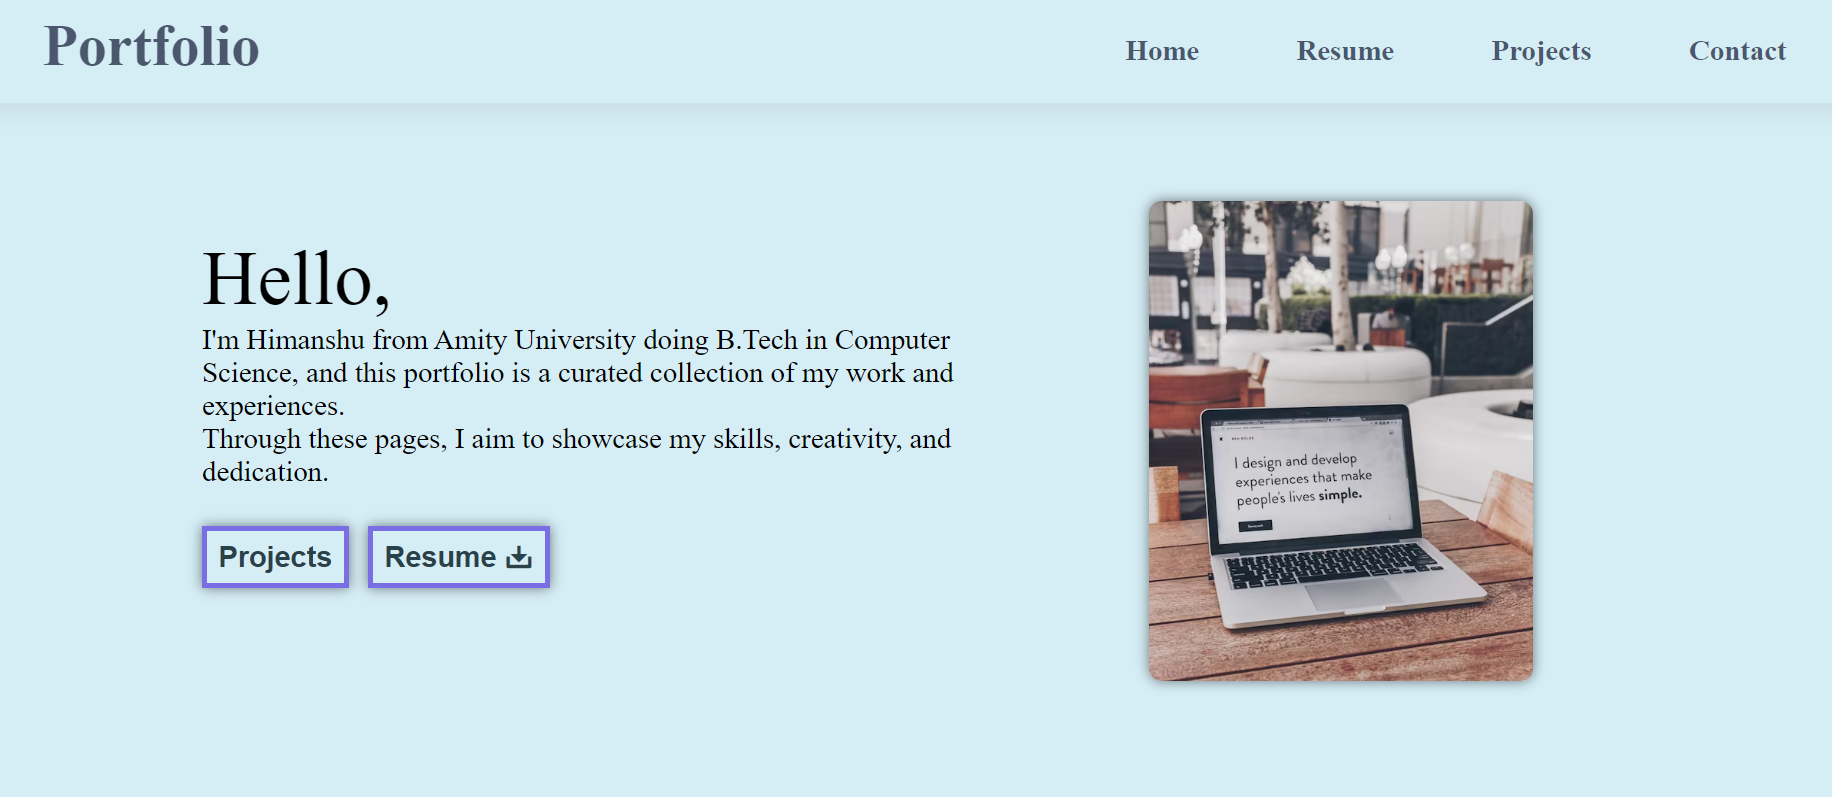 Portfolio
Home Resume Projects Contact
Hello,
I'm Himanshu from Amity University doing B.Tech in Computer
Science, and this portfolio is a curated collection of my work and
experiences.
Through these pages, I aim to showcase my skills, creativity, and
dedication.
Projects
Resume
I design and develop
experiences that make
people's lives simple.